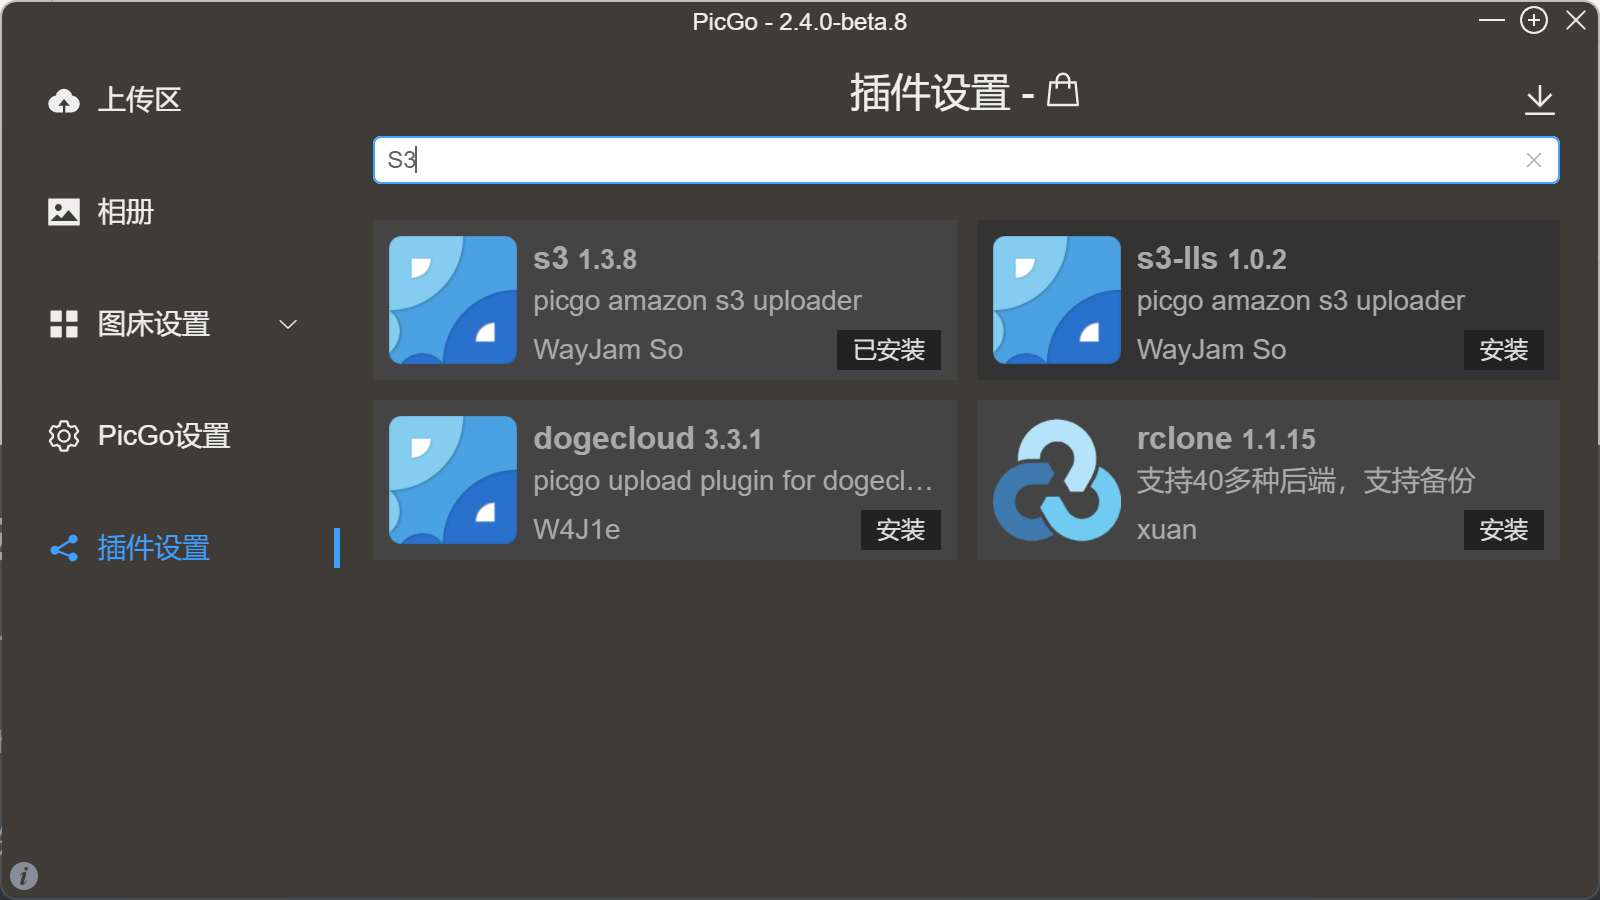 PicGo - 2.4.0-beta.8
上传区
相册
图床设置
PicGo设置
插件设置
插件设置 -
S3
s3 1.3.8
picgo amazon s3 uploader
WayJam So
已安装
s3-lls 1.0.2
picgo amazon s3 uploader
WayJam So
安装
dogecloud 3.3.1
picgo upload plugin for dogecl...
W4J1e
安装
rclone 1.1.15
支持40多种后端，支持备份
xuan
安装